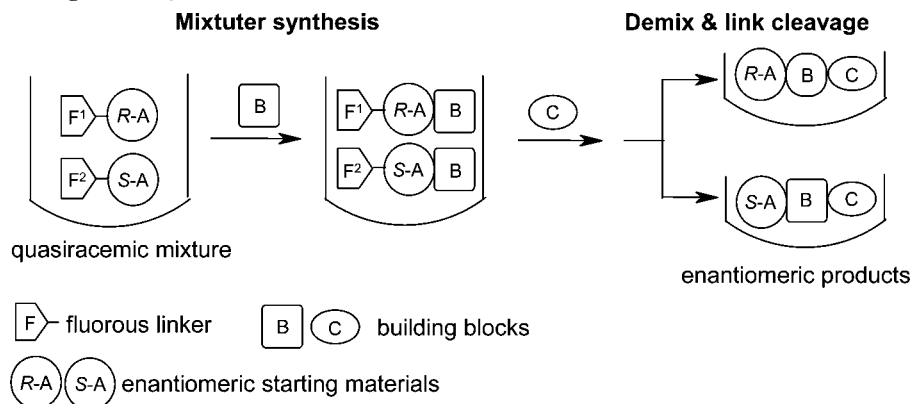 Mixtuter synthesis
Demix & link cleavage
F1 R-A
F2 S-A
B
F1 R-A B
F2 S-A B
C
R-A B C
S-A B C
quasiracemic mixture
enantiomeric products
F fluorous linker
B C building blocks
R-A S-A enantiomeric starting materials